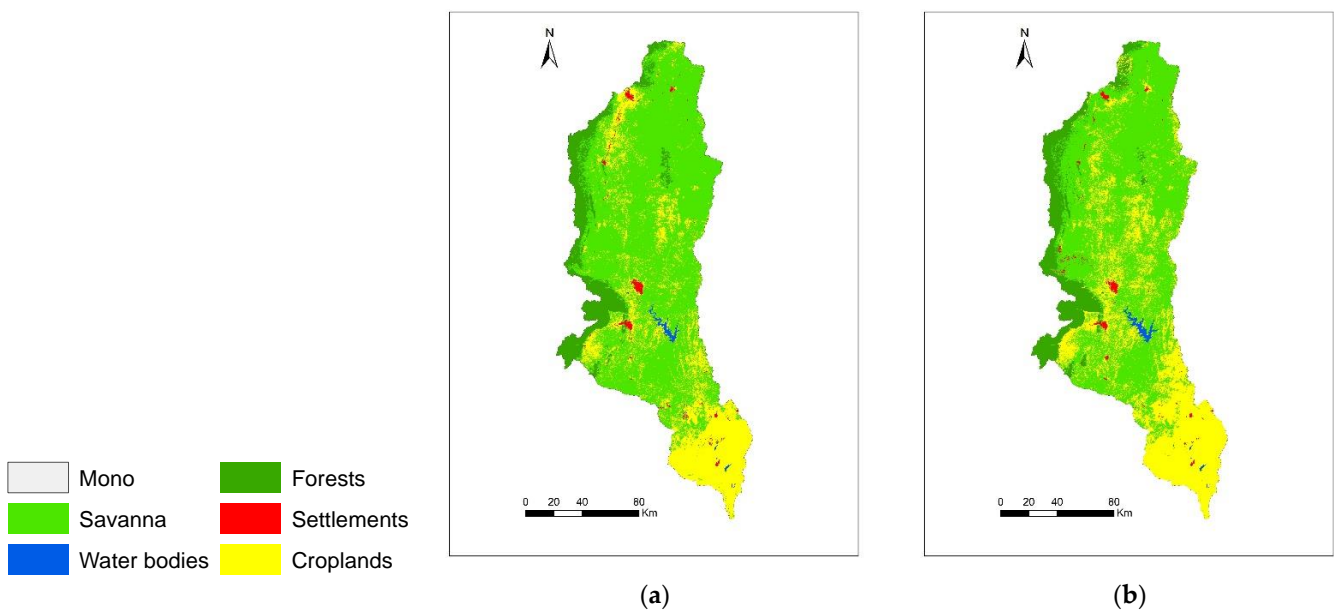 N
N
0 20 40 80
Km
0 20 40 80
Km
Mono Forests
Savanna Settlements
Water bodies Croplands
(a) (b)